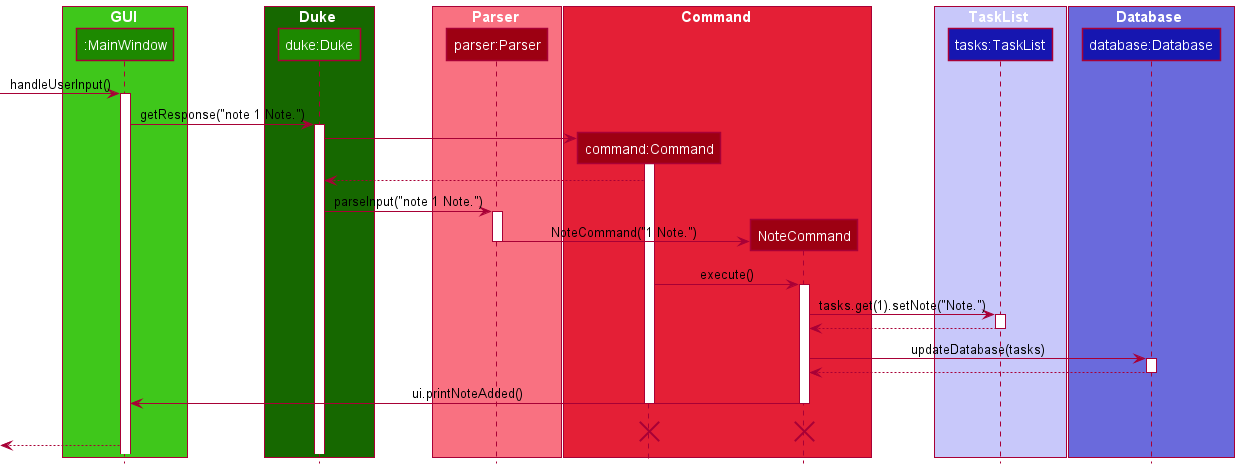 GUI
Duke
Parser
Command
TaskList
Database
:MainWindow
duke:Duke
parser:Parser
tasks:TaskList
database:Database
handleUserInput()
getResponse("note 1 Note.")
command:Command
parseInput("note 1 Note.")
NoteCommand("1 Note.")
NoteCommand
execute()
tasks.get(1).setNote("Note.")
updateDatabase(tasks)
ui.printNoteAdded()